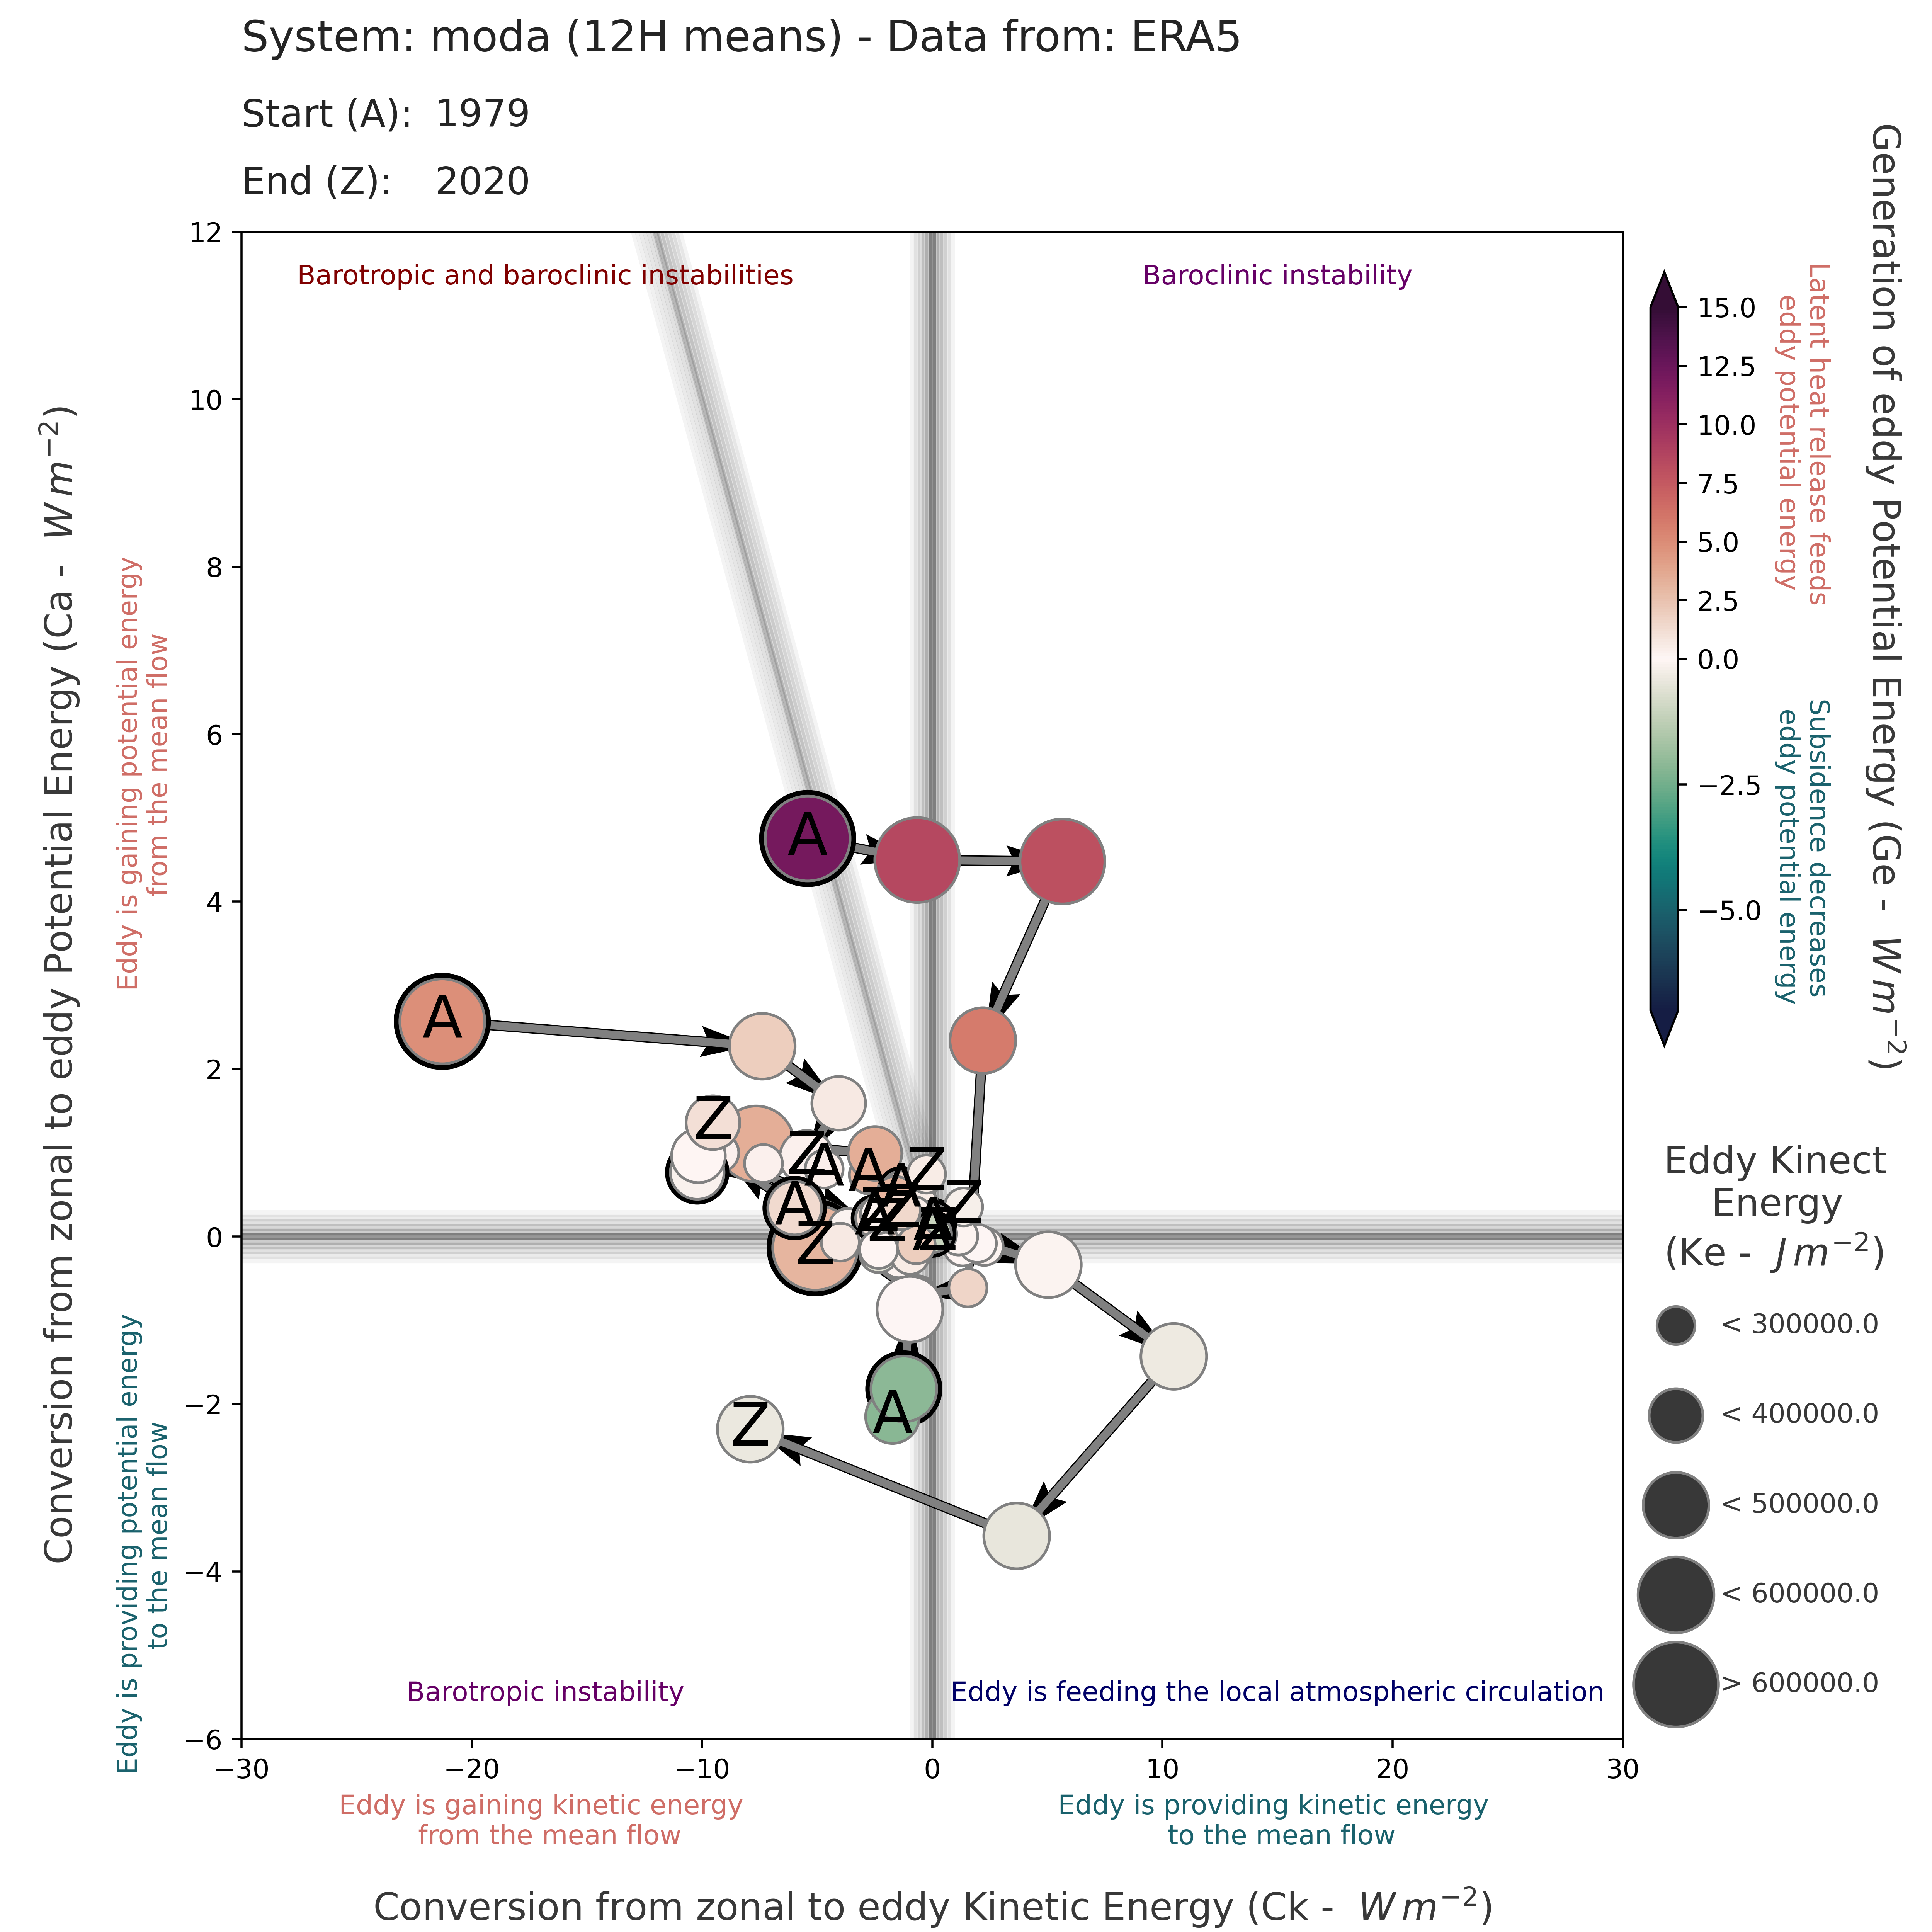 System: moda (12H means) - Data from: ERA5
Start (A): 1979
End (Z): 2020
Conversion from zonal to eddy Potential Energy (Ca - W m⁻²)
Eddy is gaining potential energy
from the mean flow
Eddy is providing potential energy
to the mean flow
12
10
8
6
4
2
0
−2
−4
−6
Barotropic and baroclinic instabilities
Baroclinic instability
A
A
Z
Z
A
A
A
Z
A
Z
A
Z
A
Z
Barotropic instability
Eddy is feeding the local atmospheric circulation
−30
−20
−10
0
10
20
30
Eddy is gaining kinetic energy
from the mean flow
Eddy is providing kinetic energy
to the mean flow
Conversion from zonal to eddy Kinetic Energy (Ck - W m⁻²)
15.0
12.5
10.0
7.5
5.0
2.5
0.0
−2.5
−5.0
Latent heat release feeds
eddy potential energy
Subsidence decreases
eddy potential energy
Generation of eddy Potential Energy (Ge - W m⁻²)
Eddy Kinect
Energy
(Ke - J m⁻²)
< 300000.0
< 400000.0
< 500000.0
< 600000.0
> 600000.0